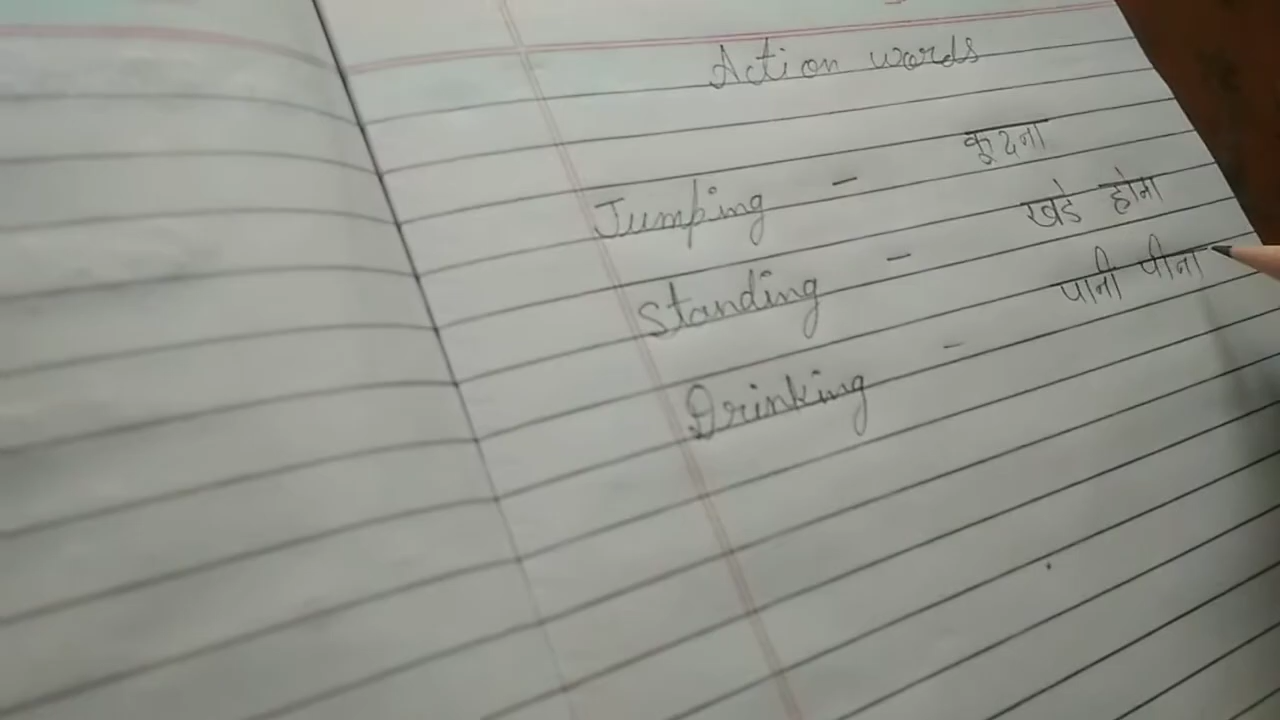 Action words
Jumping - कूदना
Standing - खडे होना
Drinking - पानी पीना